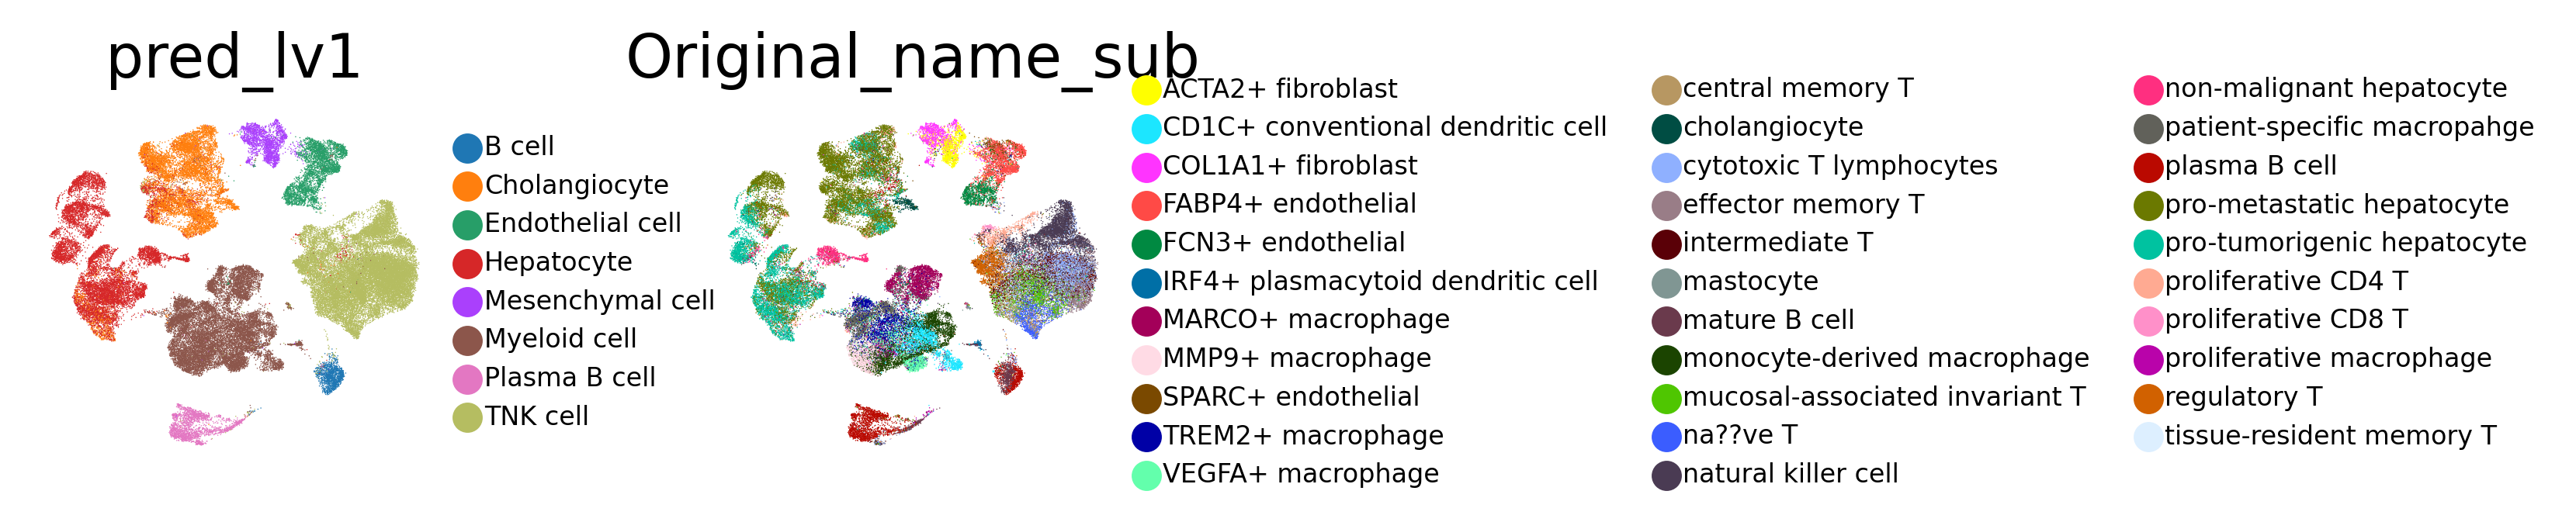 pred_lv1
B cell
Cholangiocyte
Endothelial cell
Hepatocyte
Mesenchymal cell
Myeloid cell
Plasma B cell
TNK cell
Original_name_sub
ACTA2+ fibroblast
CD1C+ conventional dendritic cell
COL1A1+ fibroblast
FABP4+ endothelial
FCN3+ endothelial
IRF4+ plasmacytoid dendritic cell
MARCO+ macrophage
MMP9+ macrophage
SPARC+ endothelial
TREM2+ macrophage
VEGFA+ macrophage
central memory T
cholangiocyte
cytotoxic T lymphocytes
effector memory T
intermediate T
mastocyte
mature B cell
monocyte-derived macrophage
mucosal-associated invariant T
na??ve T
natural killer cell
non-malignant hepatocyte
patient-specific macropahge
plasma B cell
pro-metastatic hepatocyte
pro-tumorigenic hepatocyte
proliferative CD4 T
proliferative CD8 T
proliferative macrophage
regulatory T
tissue-resident memory T